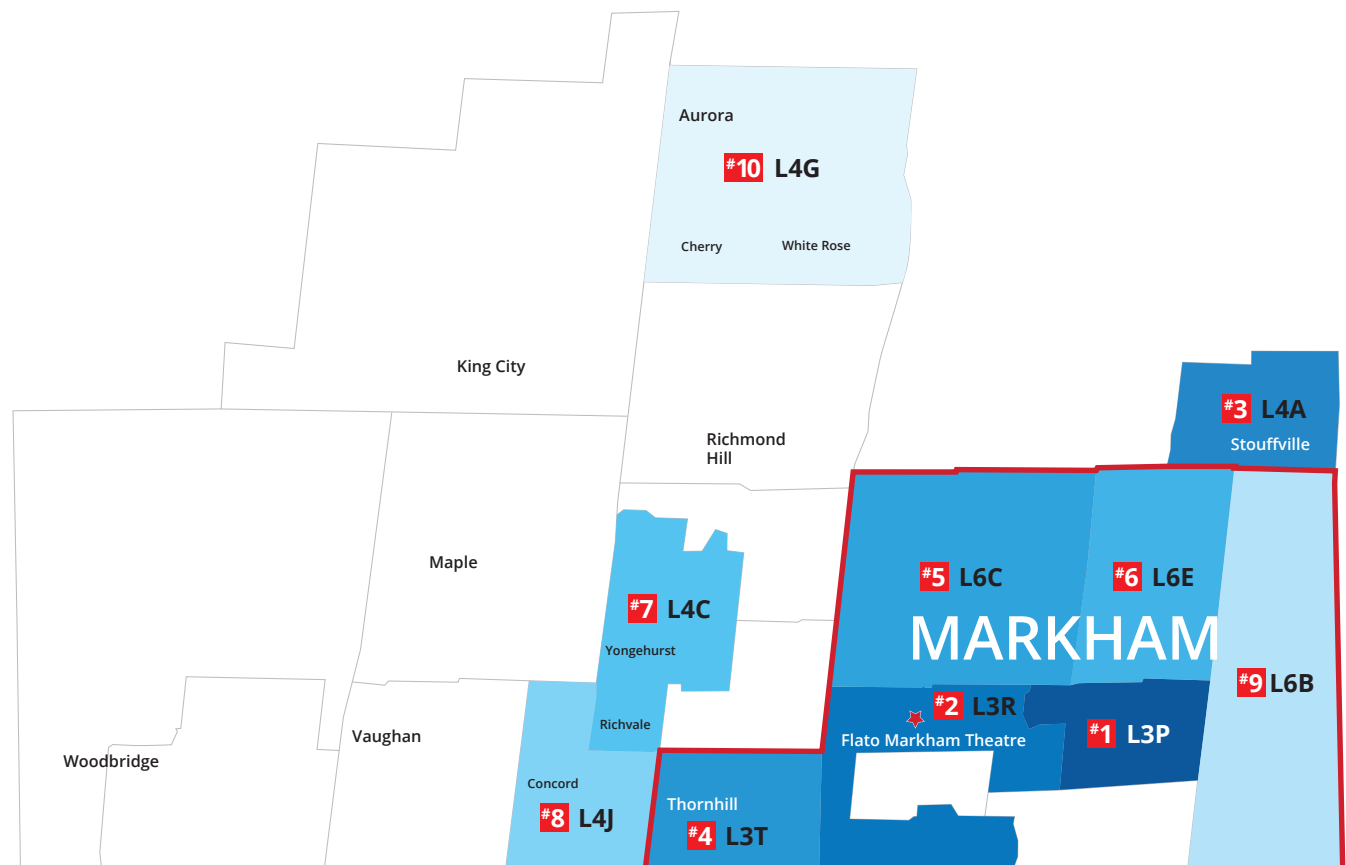 Aurora
#10 L4G
Cherry
White Rose
King City
#3 L4A
Stouffville
Richmond
Hill
Maple
#5 L6C
#6 L6E
#7 L4C
MARKHAM
Yongehurst
#9 L6B
#2 L3R
Richvale
#1 L3P
Vaughan
Flato Markham Theatre
Woodbridge
Concord
#8 L4J
Thornhill
#4 L3T